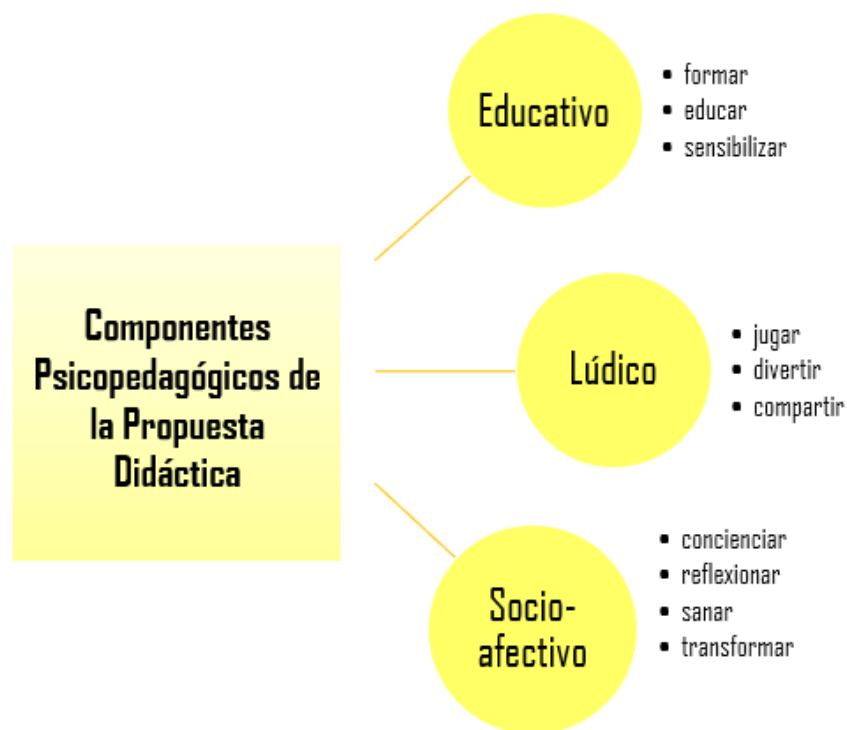 Componentes
Psicopedagógicos de
la Propuesta
Didáctica
Educativo
• formar
• educar
• sensibilizar
Lúdico
• jugar
• divertir
• compartir
Socio-
afectivo
• concienciar
• reflexionar
• sanar
• transformar